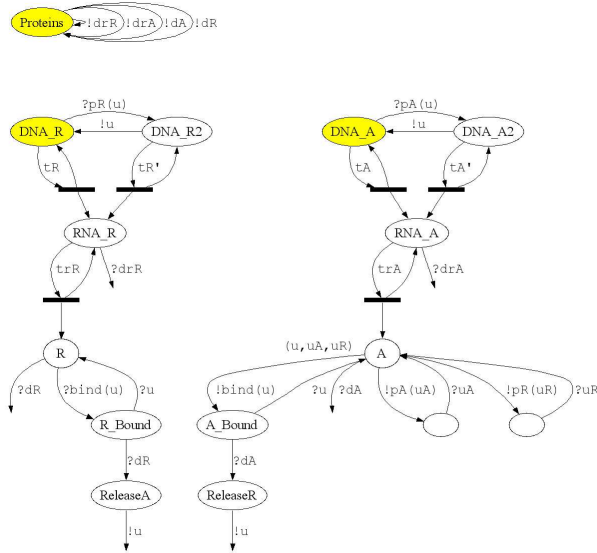 Proteins !drR !drA !dA !dR
?pR(u) ?pA(u)
DNA_R !u DNA_R2 DNA_A !u DNA_A2
tR tR' tA tA'
RNA_R RNA_A
trR ?drR trA ?drA
(u,uA,uR)
R A
?dR ?bind(u) ?u !bind(u) ?u ?dA !pA(uA) ?uA !pR(uR) ?uR
R_Bound A_Bound
?dR ?dA
ReleaseA ReleaseR
!u !u